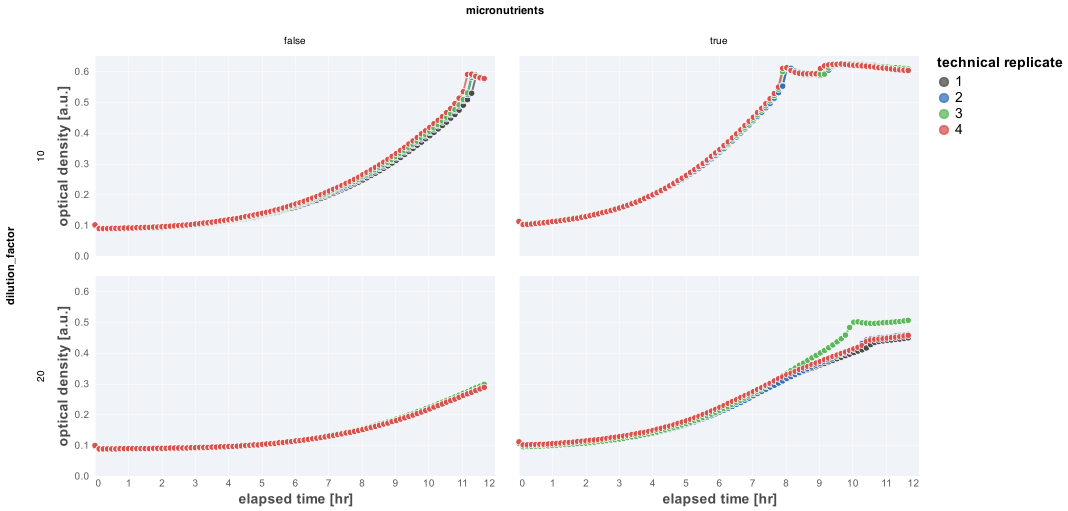 micronutrients
false true
technical replicate
1
2
3
4
dilution_factor
10
optical density [a.u.]
0.6
0.5
0.4
0.3
0.2
0.1
0.0
20
optical density [a.u.]
0.6
0.5
0.4
0.3
0.2
0.1
0.0
0 1 2 3 4 5 6 7 8 9 10 11 12
0 1 2 3 4 5 6 7 8 9 10 11 12
elapsed time [hr] elapsed time [hr]